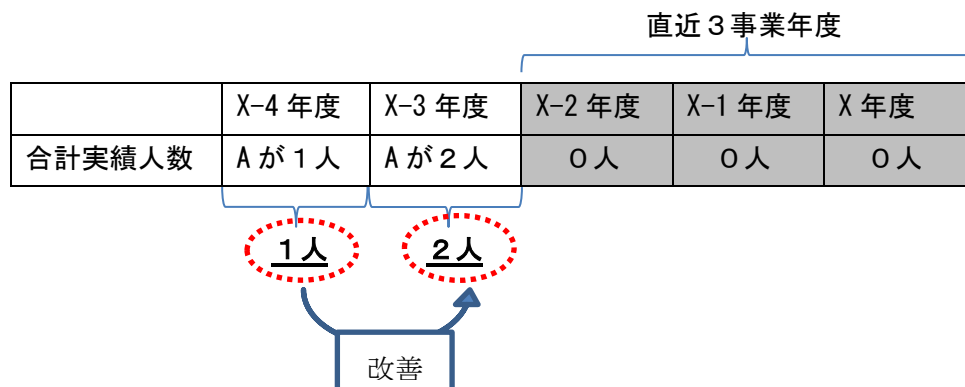 直近３事業年度
X-4 年度 X-3 年度 X-2 年度 X-1 年度 X 年度
合計実績人数 A が１人 A が２人 ０人 ０人 ０人
１人 ２人
改善